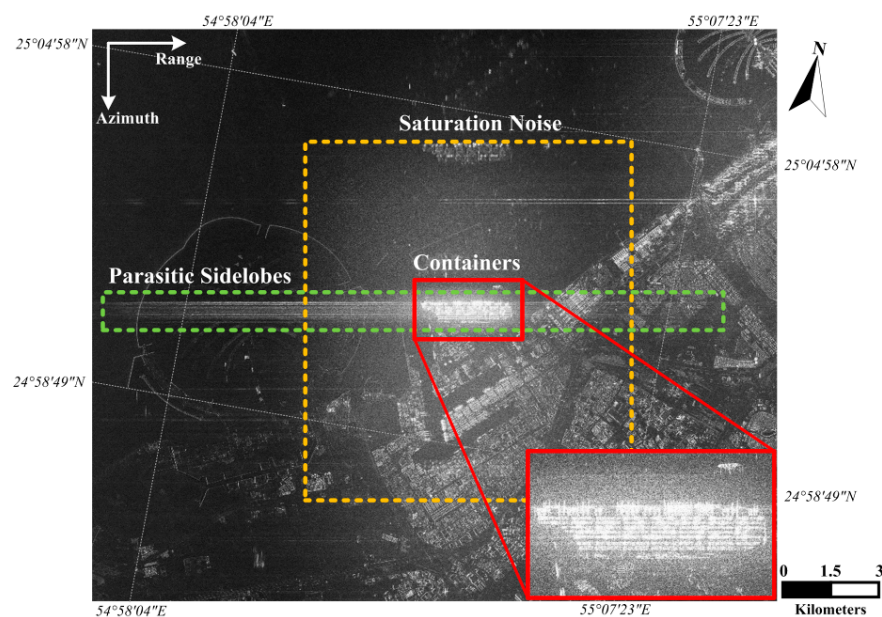 54°58'04"E
55°07'23"E
25°04'58"N
Range
N
Azimuth
Saturation Noise
25°04'58"N
Parasitic Sidelobes
Containers
24°58'49"N
24°58'49"N
0 1.5 3
Kilometers
54°58'04"E
55°07'23"E